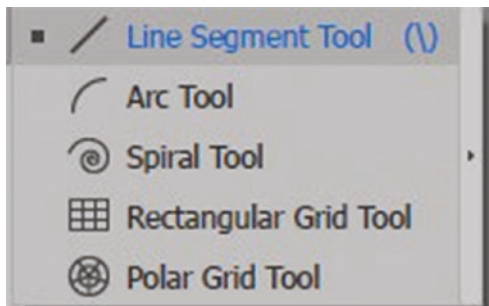 Line Segment Tool (\)
Arc Tool
Spiral Tool
Rectangular Grid Tool
Polar Grid Tool